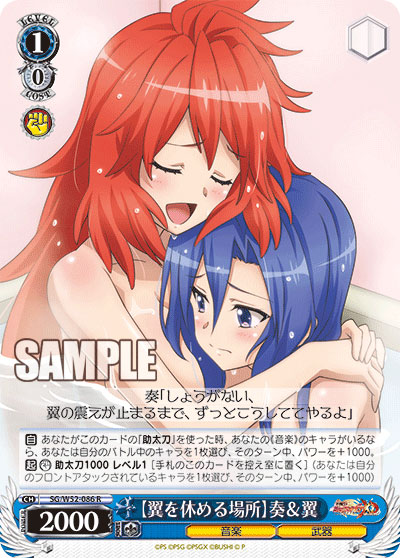 LEVEL
1
0
COST
SAMPLE
奏「しょうがない、
翼の震えが止まるまで、ずっとこうしててやるよ」
自 あなたがこのカードの「助太刀」を使った時、あなたの《音楽》のキャラがいるな
ら、あなたは自分のバトル中のキャラを1枚選び、そのターン中、パワーを+1000。
起 助太刀1000 レベル1 [手札のこのカードを控え室に置く] (あなたは自分
のフロントアタックされているキャラを1枚選び、そのターン中、パワーを+1000)
CH
SG/W52-086 R
POWER
2000
【翼を休める場所】奏&翼
音楽
武器
©PS ©PSG ©PSGX ©BUSHI © P